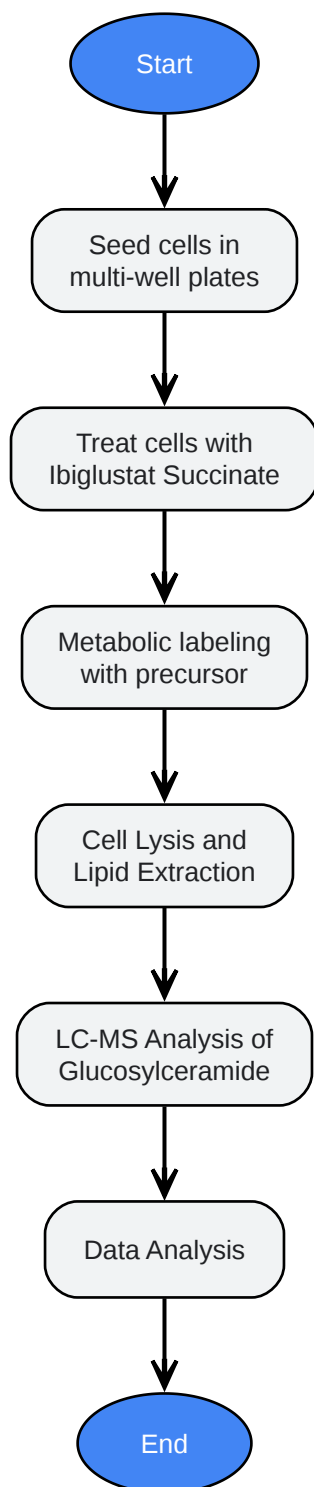 Start
Seed cells in
multi-well plates
Treat cells with
Ibiglustat Succinate
Metabolic labeling
with precursor
Cell Lysis and
Lipid Extraction
LC-MS Analysis of
Glucosylceramide
Data Analysis
End